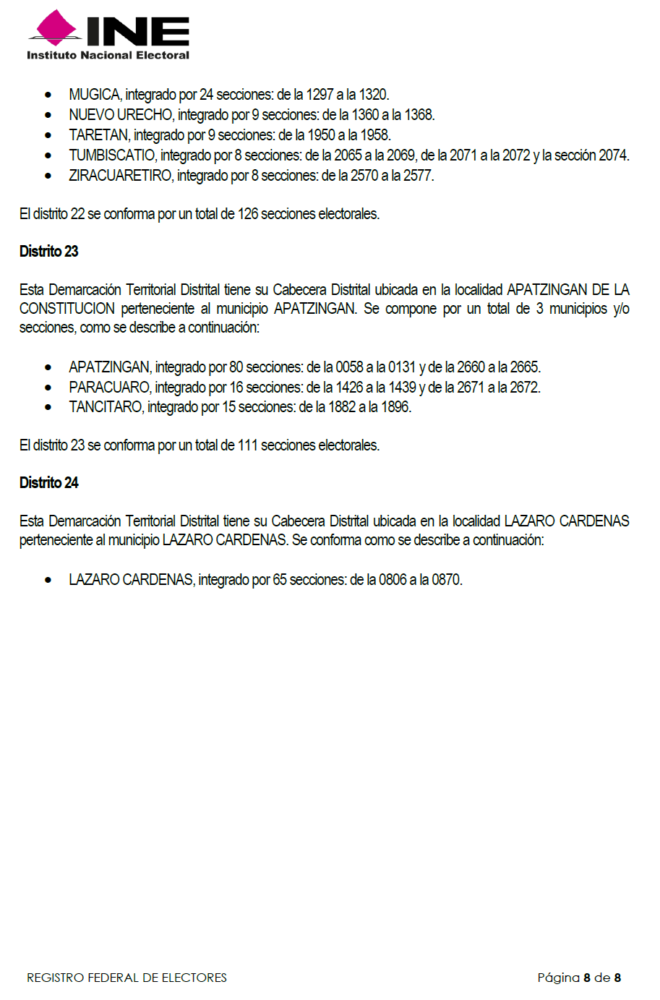 INE
Instituto Nacional Electoral
• MUGICA, integrado por 24 secciones: de la 1297 a la 1320.
• NUEVO URECHO, integrado por 9 secciones: de la 1360 a la 1368.
• TARETAN, integrado por 9 secciones: de la 1950 a la 1958.
• TUMBISCATIO, integrado por 8 secciones: de la 2065 a la 2069, de la 2071 a la 2072 y la sección 2074.
• ZIRACUARETIRO, integrado por 8 secciones: de la 2570 a la 2577.
El distrito 22 se conforma por un total de 126 secciones electorales.
Distrito 23
Esta Demarcación Territorial Distrital tiene su Cabecera Distrital ubicada en la localidad APATZINGAN DE LA
CONSTITUCION perteneciente al municipio APATZINGAN. Se compone por un total de 3 municipios y/o
secciones, como se describe a continuación:
• APATZINGAN, integrado por 80 secciones: de la 0058 a la 0131 y de la 2660 a la 2665.
• PARACUARO, integrado por 16 secciones: de la 1426 a la 1439 y de la 2671 a la 2672.
• TANCITARO, integrado por 15 secciones: de la 1882 a la 1896.
El distrito 23 se conforma por un total de 111 secciones electorales.
Distrito 24
Esta Demarcación Territorial Distrital tiene su Cabecera Distrital ubicada en la localidad LAZARO CARDENAS
perteneciente al municipio LAZARO CARDENAS. Se conforma como se describe a continuación:
• LAZARO CARDENAS, integrado por 65 secciones: de la 0806 a la 0870.
REGISTRO FEDERAL DE ELECTORES Página 8 de 8